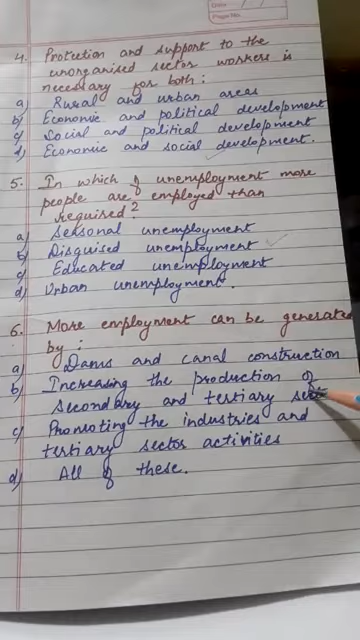 Date
Page No.
4. Protection and support to the
unorganised sector workers is
necessary for both:
a) Rural and urban areas
b) Economic and political development
c) Social and political development
d) Economic and social development.
5. In which of unemployment more
people are employed than
required?
a) Seasonal unemployment
b) Disguised unemployment
c) Educated unemployment
d) Urban unemployment.
6. More employment can be generated
by:
a) Dams and canal construction
b) Increasing the production of
secondary and tertiary
c) Promoting the industries and
tertiary sector activities
d) All of these.